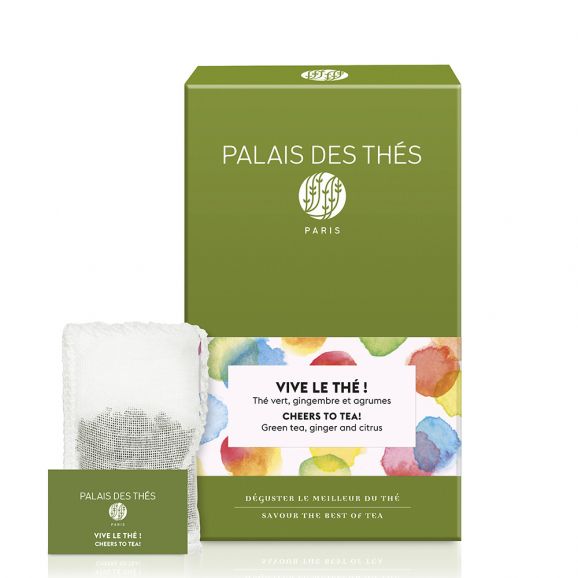 PALAIS DES THÉS
PARIS
VIVE LE THÉ !
Thé vert, gingembre et agrumes
CHEERS TO TEA!
Green tea, ginger and citrus
DÉGUSTER LE MEILLEUR DU THÉ
SAVOUR THE BEST OF TEA
PALAIS DES THÉS
PARIS
VIVE LE THÉ !
CHEERS TO TEA!